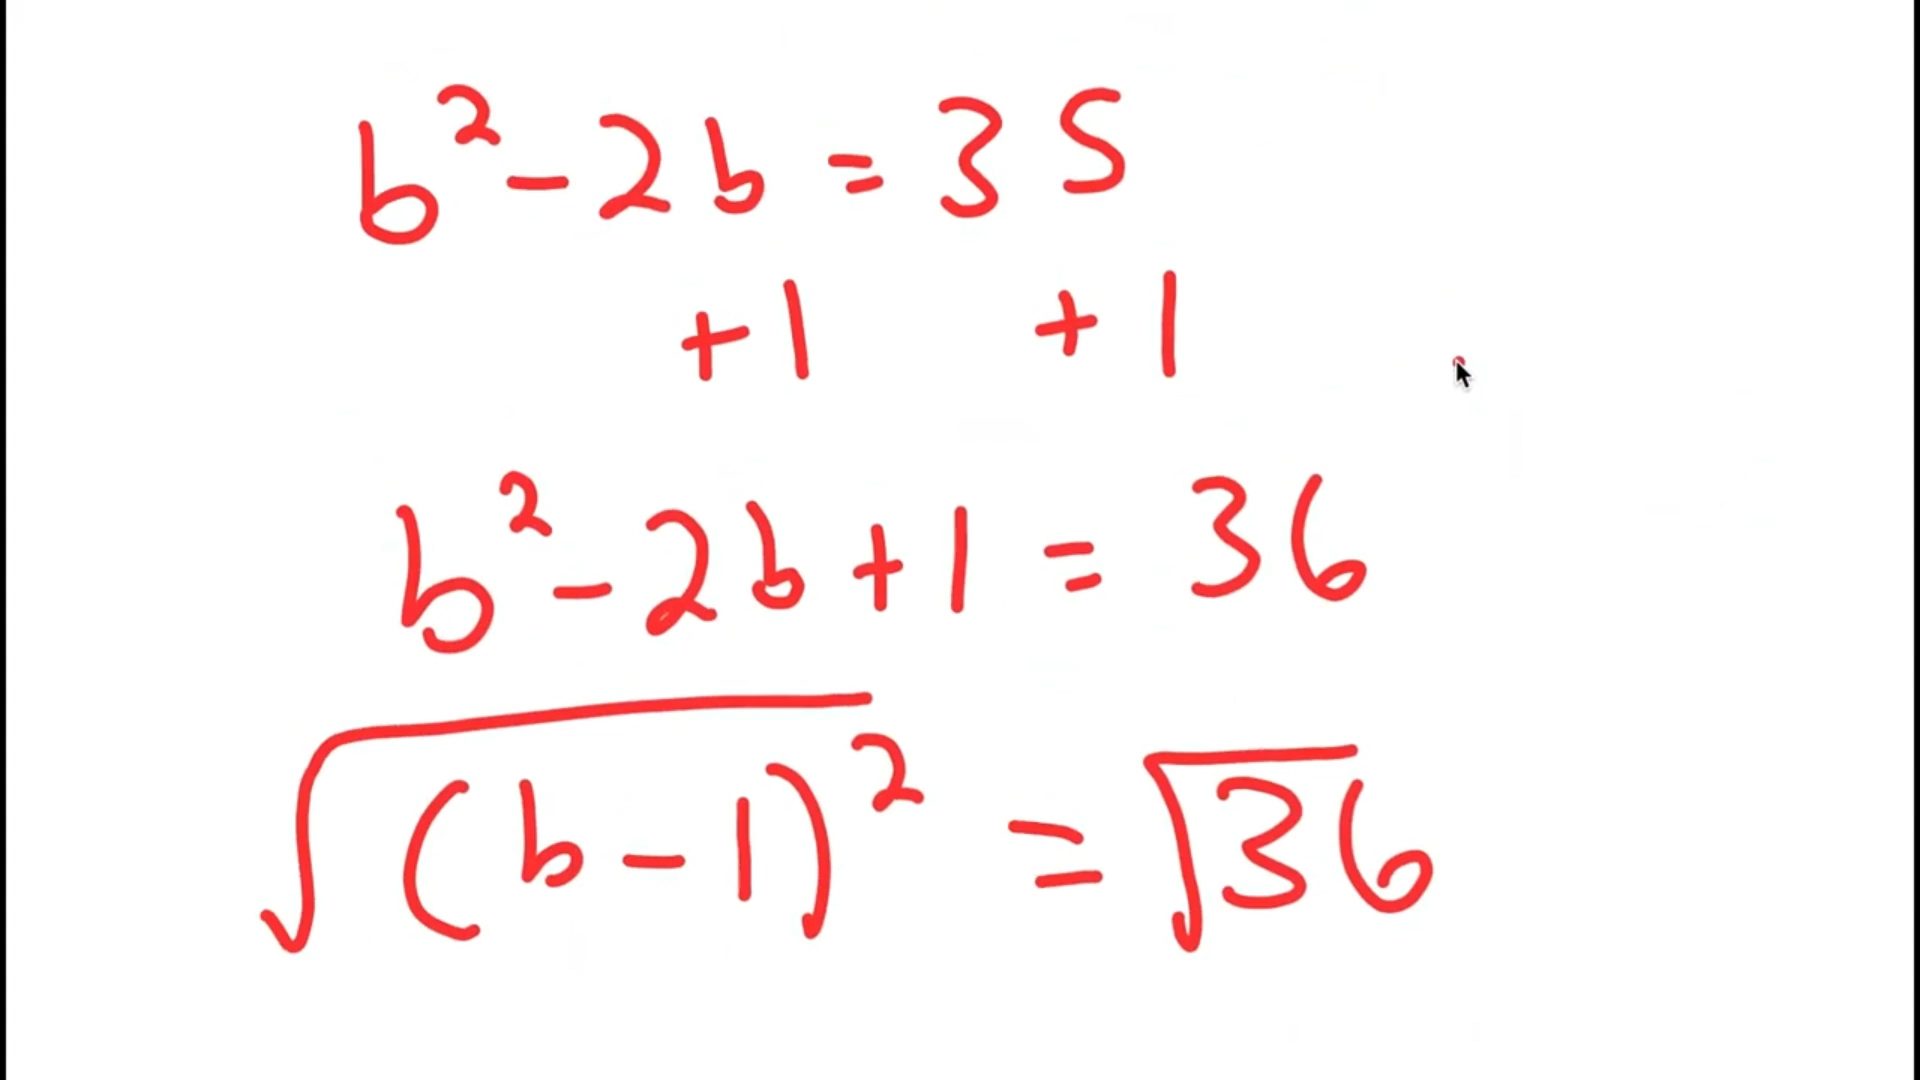 b² - 2b = 35
+1 +1
b² - 2b + 1 = 36
√(b - 1)² = √36